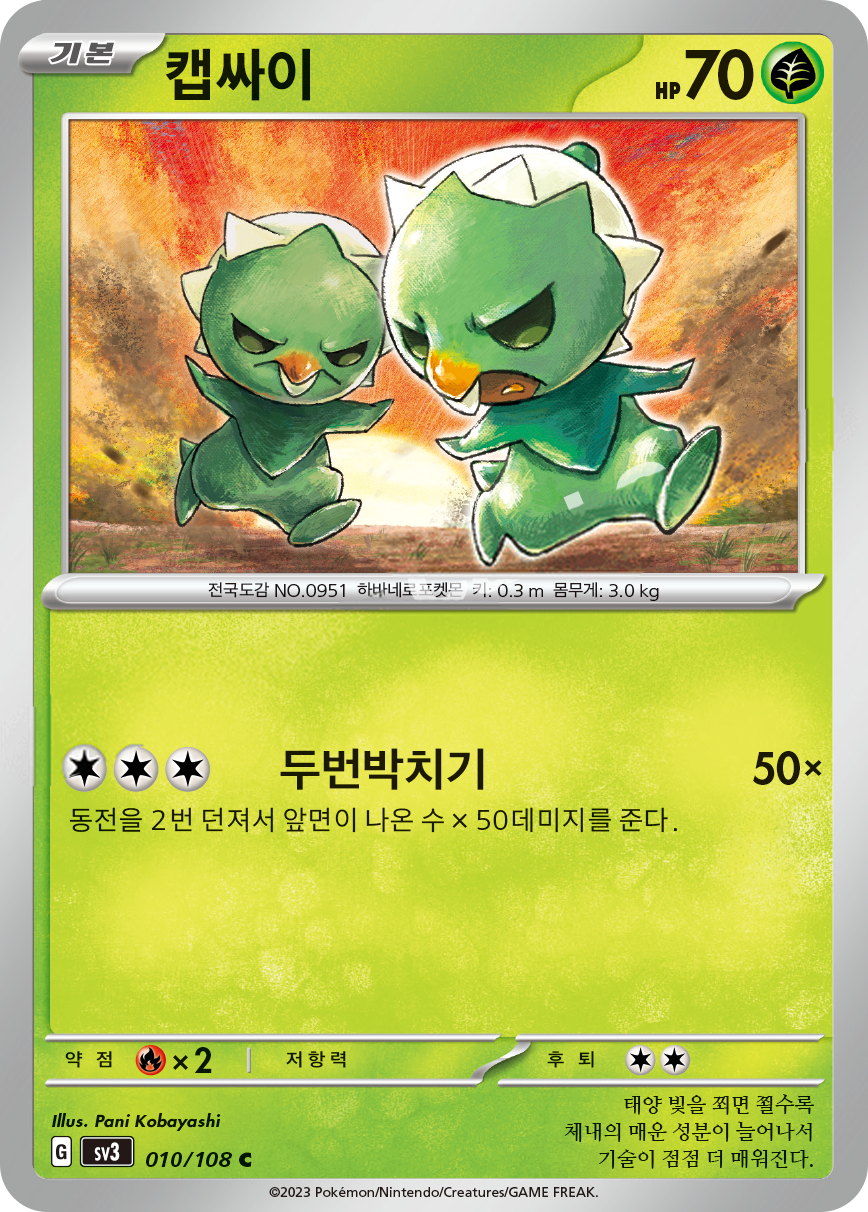 기본
캡싸이
HP 70
전국도감 NO.0951 하바네로포켓몬 키: 0.3 m 몸무게: 3.0 kg
두번박치기 50×
동전을 2번 던져서 앞면이 나온 수 × 50데미지를 준다.
약점 ×2 저항력 후퇴
Illus. Pani Kobayashi
G sv3 010/108 C
태양 빛을 쬐면 쬘수록
체내의 매운 성분이 늘어나서
기술이 점점 더 매워진다.
©2023 Pokémon/Nintendo/Creatures/GAME FREAK.